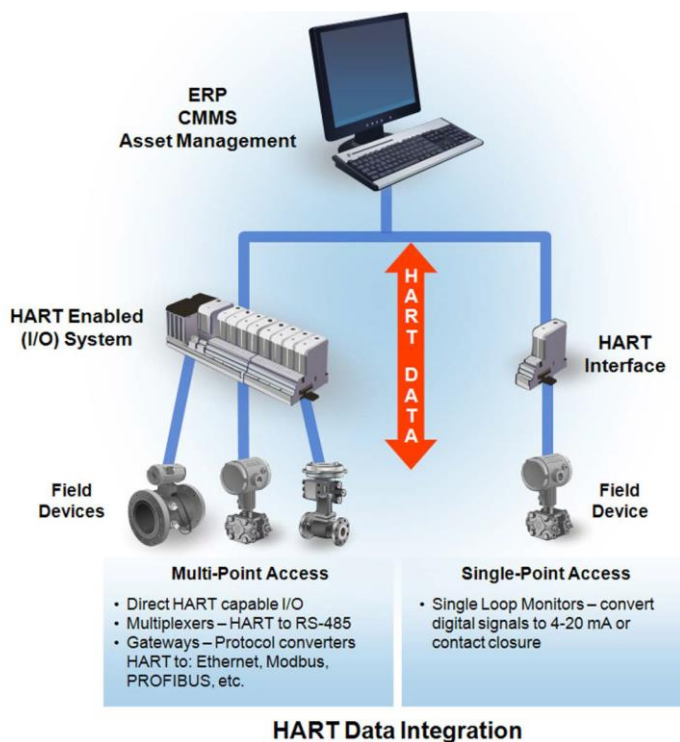 ERP
CMMS
Asset Management
HART Enabled
(I/O) System
HART DATA
HART
Interface
Field
Devices
Field
Device
Multi-Point Access
• Direct HART capable I/O
• Multiplexers – HART to RS-485
• Gateways – Protocol converters
HART to: Ethernet, Modbus,
PROFIBUS, etc.
Single-Point Access
• Single Loop Monitors – convert
digital signals to 4-20 mA or
contact closure
HART Data Integration